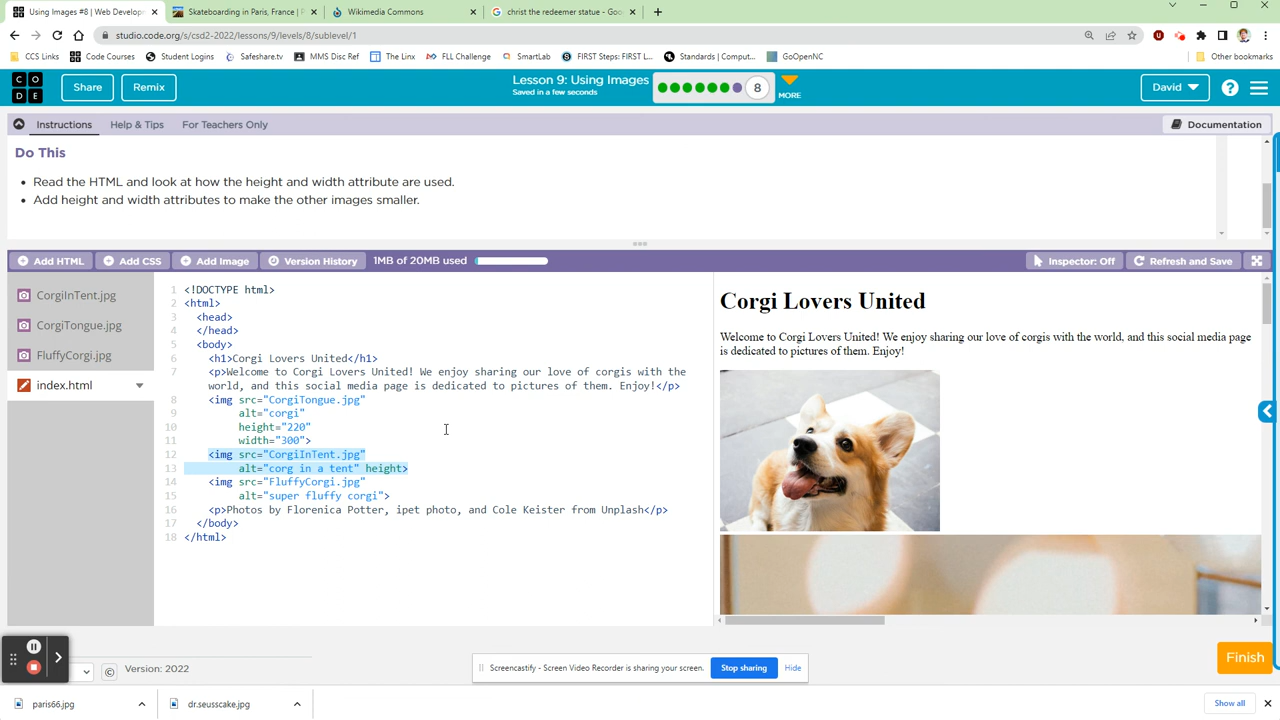 Using Images #8 | Web Develop
Skateboarding in Paris, France | P
Wikimedia Commons
christ the redeemer statue - Goo
studio.code.org/s/csd2-2022/lessons/9/levels/8/sublevel/1
CCS Links
Code Courses
Student Logins
Safeshare.tv
MMS Disc Ref
The Linx
FLL Challenge
SmartLab
FIRST Steps: FIRST L...
Standards | Comput...
GoOpenNC
Other bookmarks
C O
D E
Share
Remix
Lesson 9: Using Images
Saved in a few seconds
8
MORE
David
?
Instructions
Help & Tips
For Teachers Only
Documentation
Do This
Read the HTML and look at how the height and width attribute are used.
Add height and width attributes to make the other images smaller.
Add HTML
Add CSS
Add Image
Version History
1MB of 20MB used
Inspector: Off
Refresh and Save
CorgiInTent.jpg
CorgiTongue.jpg
FluffyCorgi.jpg
index.html
1 <!DOCTYPE html>
2 <html>
3 <head>
4 </head>
5 <body>
6 <h1>Corgi Lovers United</h1>
7 <p>Welcome to Corgi Lovers United! We enjoy sharing our love of corgis with the
world, and this social media page is dedicated to pictures of them. Enjoy!</p>
8 <img src="CorgiTongue.jpg"
9 alt="corgi"
10 height="220"
11 width="300">
12 <img src="CorgiInTent.jpg"
13 alt="corg in a tent" height>
14 <img src="FluffyCorgi.jpg"
15 alt="super fluffy corgi">
16 <p>Photos by Florenica Potter, ipet photo, and Cole Keister from Unplash</p>
17 </body>
18 </html>
Corgi Lovers United
Welcome to Corgi Lovers United! We enjoy sharing our love of corgis with the world, and this social media page
is dedicated to pictures of them. Enjoy!
Finish
Version: 2022
Screencastify - Screen Video Recorder is sharing your screen.
Stop sharing
Hide
paris66.jpg
dr.seusscake.jpg
Show all